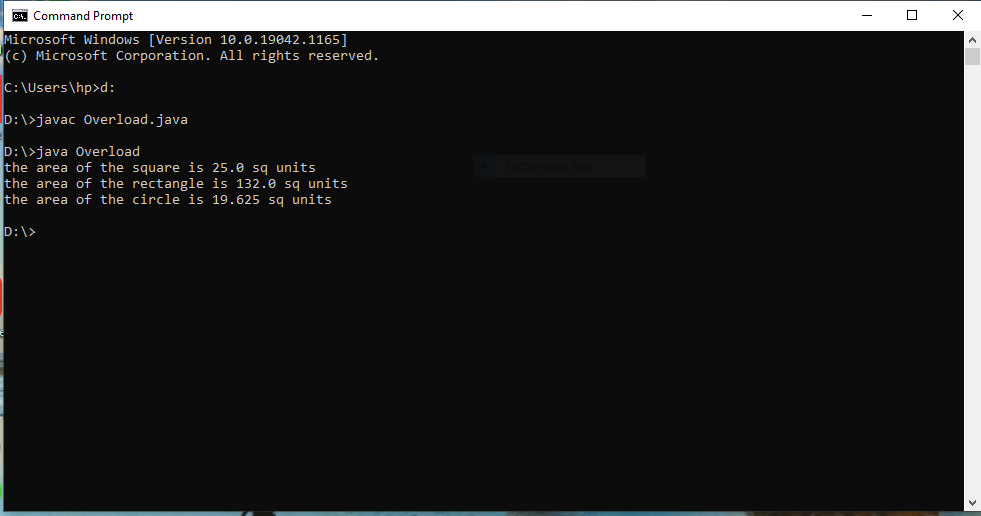 Command Prompt
Microsoft Windows [Version 10.0.19042.1165]
(c) Microsoft Corporation. All rights reserved.
C:\Users\hp>d:
D:\>javac Overload.java
D:\>java Overload
the area of the square is 25.0 sq units
the area of the rectangle is 132.0 sq units
the area of the circle is 19.625 sq units
D:\>